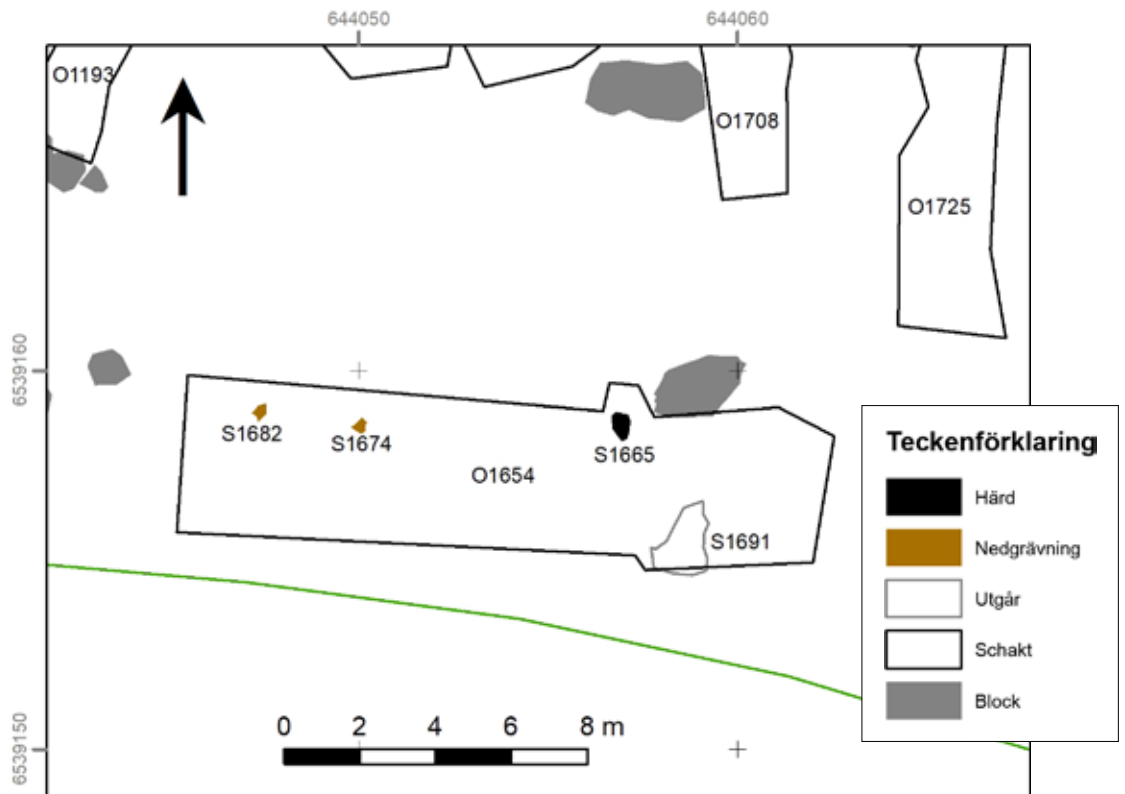 644050 644060
O1193
O1708
O1725
6539160
S1682 S1674 S1665
O1654
S1691
Teckenförklaring
Härd
Nedgrävning
Utgår
Schakt
Block
6539150
0 2 4 6 8 m